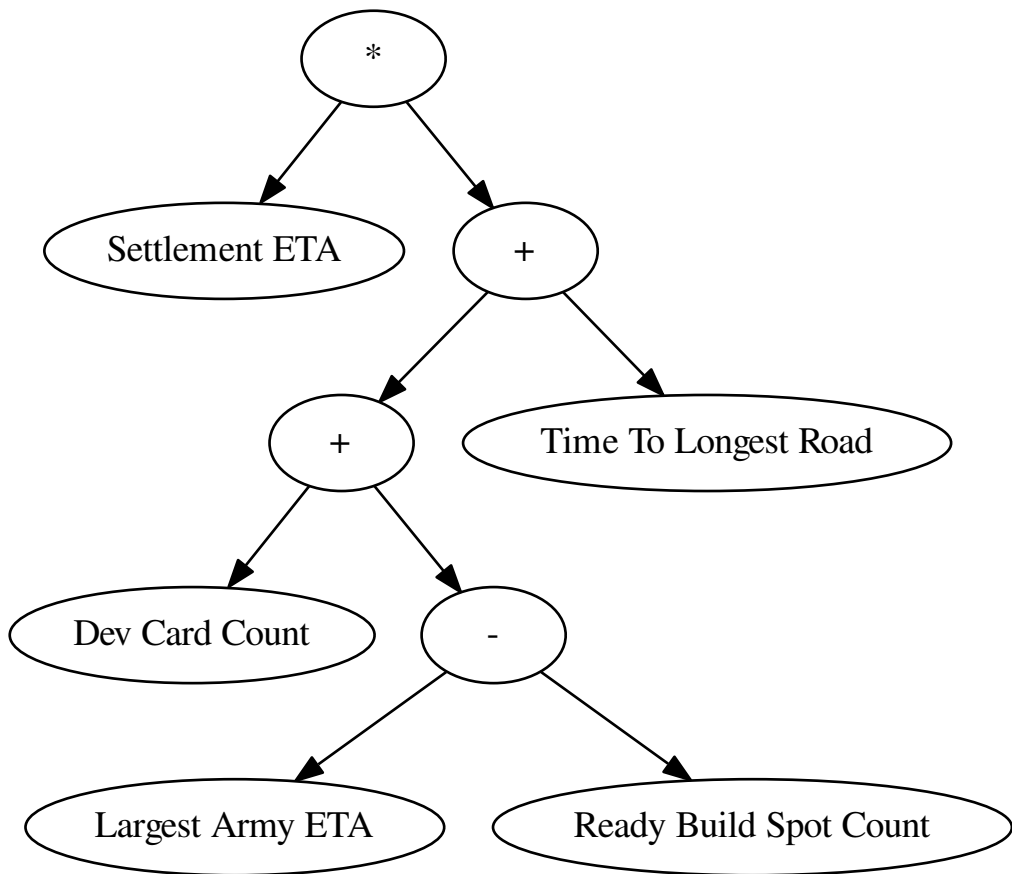 *
Settlement ETA
+
+
Time To Longest Road
Dev Card Count
-
Largest Army ETA
Ready Build Spot Count